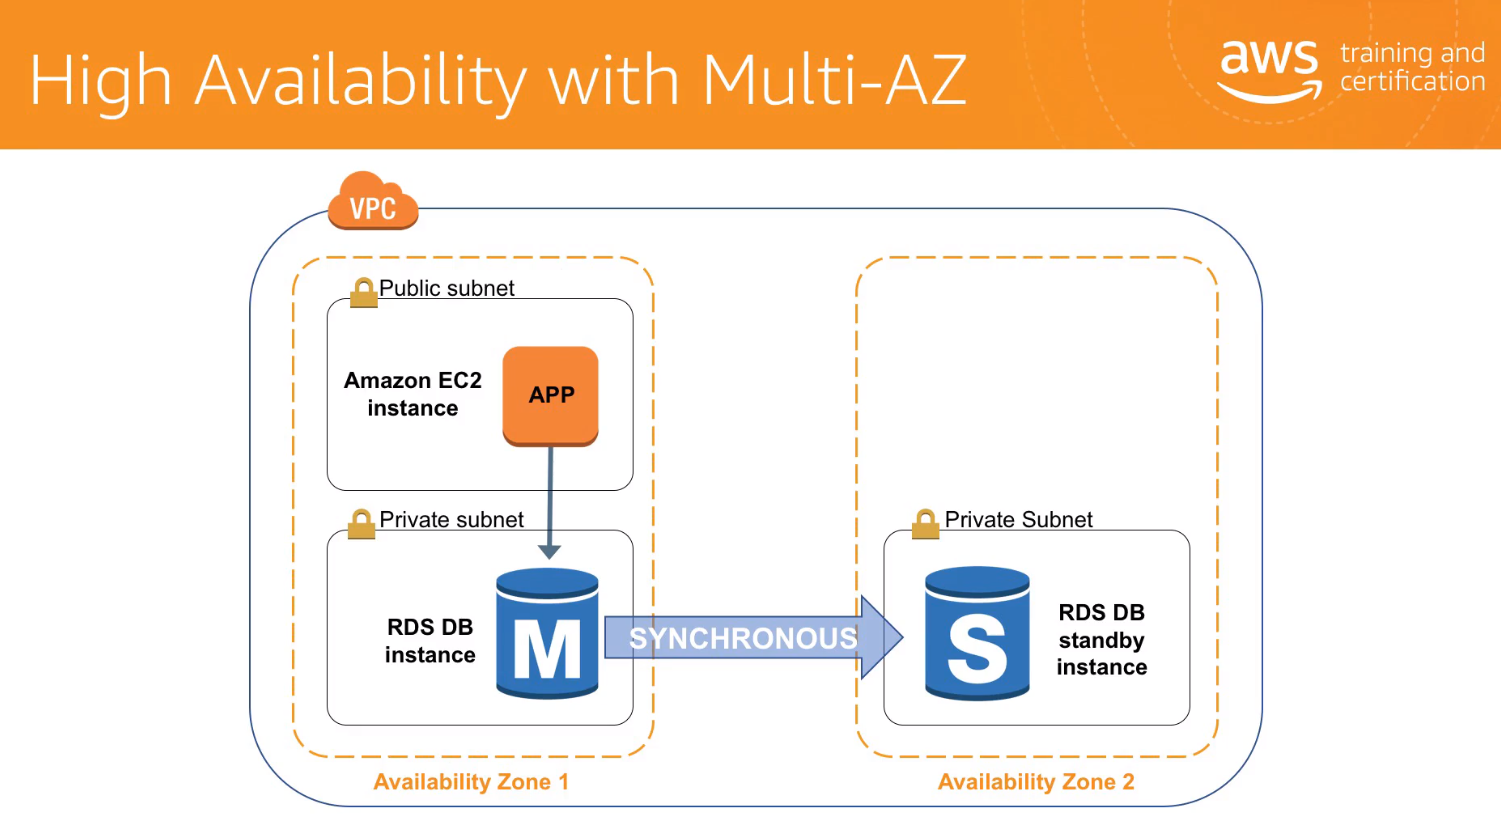 High Availability with Multi-AZ
aws
training and
certification
VPC
Public subnet
Amazon EC2
instance
APP
Private subnet
RDS DB
instance
M
SYNCHRONOUS
Private Subnet
S
RDS DB
standby
instance
Availability Zone 1
Availability Zone 2